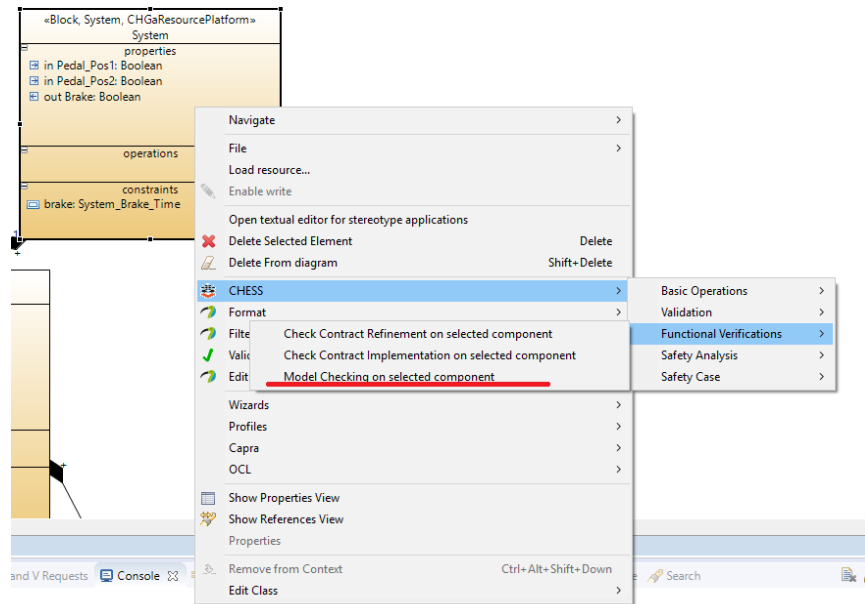 «Block, System, CHGaResourcePlatform»
System
properties
in Pedal_Pos1: Boolean
in Pedal_Pos2: Boolean
out Brake: Boolean
operations
constraints
brake: System_Brake_Time
+
+
Navigate
File
Load resource...
Enable write
Open textual editor for stereotype applications
Delete Selected Element Delete
Delete From diagram Shift+Delete
CHESS
Format
Filte
Valid
Edit
Basic Operations
Validation
Functional Verifications
Safety Analysis
Safety Case
Check Contract Refinement on selected component
Check Contract Implementation on selected component
Model Checking on selected component
Wizards
Profiles
Capra
OCL
Show Properties View
Show References View
Properties
Remove from Context Ctrl+Alt+Shift+Down
Edit Class
and V Requests Console Search